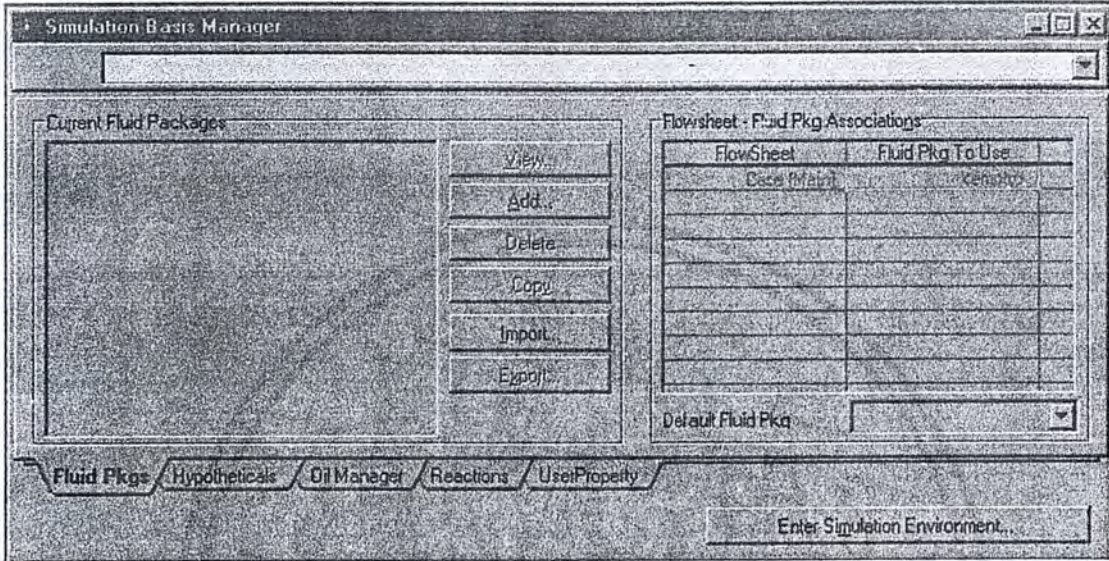 Simulation Basis Manager
Current Fluid Packages
View...
Add...
Delete
Copy
Import...
Export...
Flowsheet - Fluid Pkg Associations
FlowSheet Fluid Pkg To Use
Case (Main)
Default Fluid Pkg
Fluid Pkgs Hypotheticals Oil Manager Reactions UserProperty
Enter Simulation Environment...